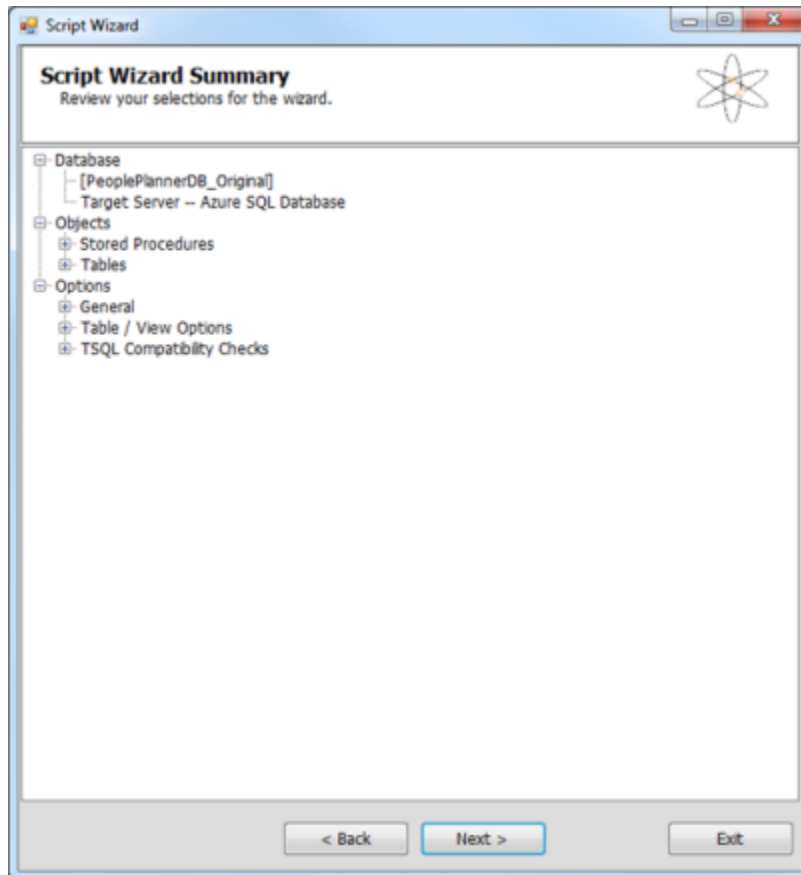 Script Wizard
Script Wizard Summary
Review your selections for the wizard.
Database
[PeoplePlannerDB_Original]
Target Server -- Azure SQL Database
Objects
Stored Procedures
Tables
Options
General
Table / View Options
TSQL Compatibility Checks
< Back Next > Exit